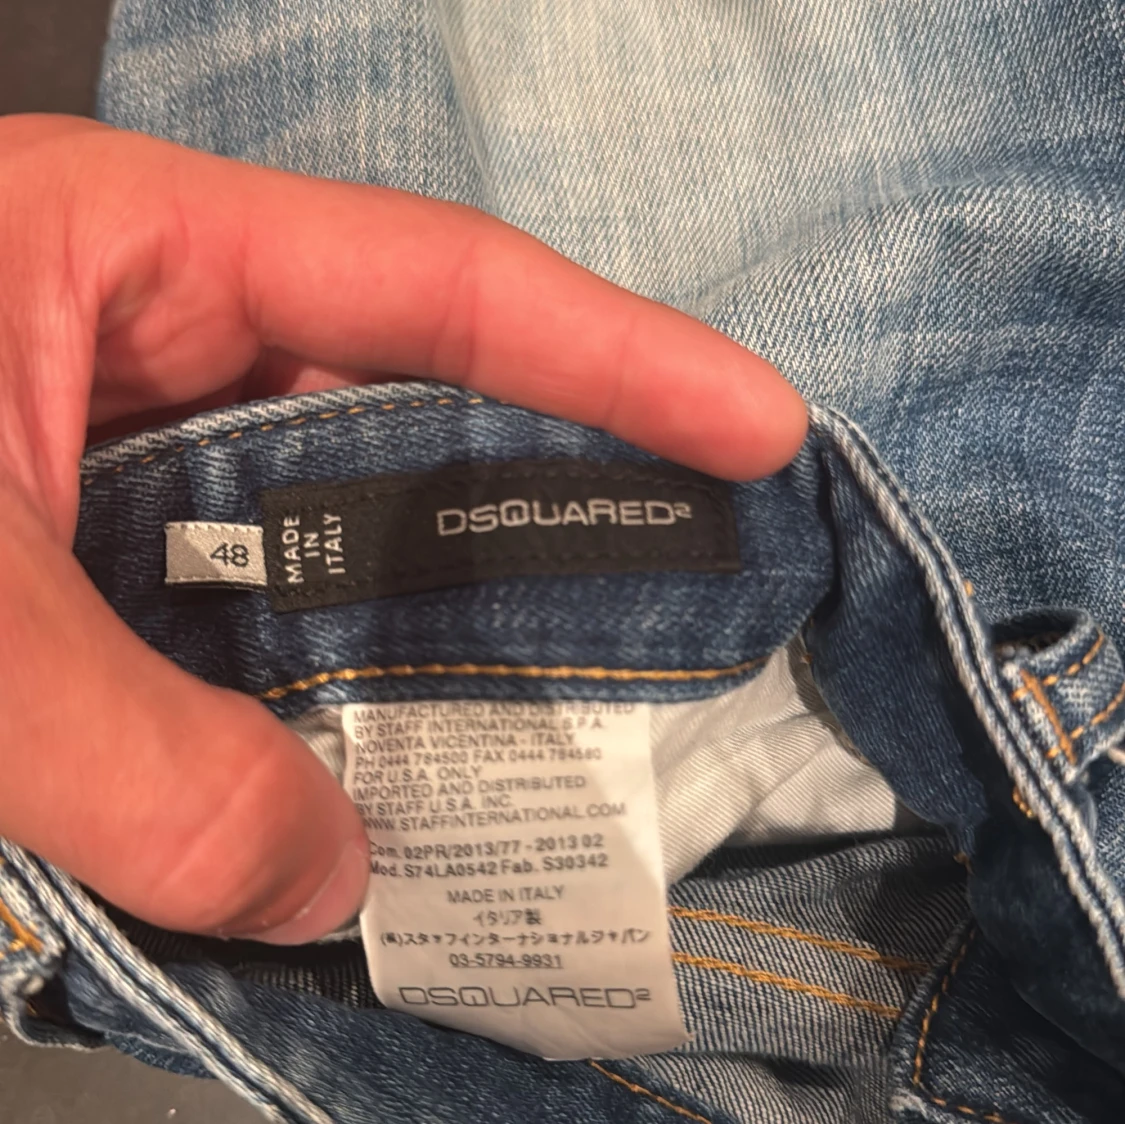 48
MADE
IN
ITALY
DSQUARED2
MANUFACTURED AND DISTRIBUTED
BY STAFF INTERNATIONAL S.P.A.
NOVENTA VICENTINA - ITALY
PH 0444 784500 FAX 0444 784580
FOR U.S.A. ONLY
IMPORTED AND DISTRIBUTED
BY STAFF U.S.A. INC.
WWW.STAFFINTERNATIONAL.COM
Com. 02PR/2013/77 - 2013 02
Mod. S74LA0542 Fab. S30342
MADE IN ITALY
イタリア製
(株)スタッフインターナショナルジャパン
03-5794-9931
DSQUARED2